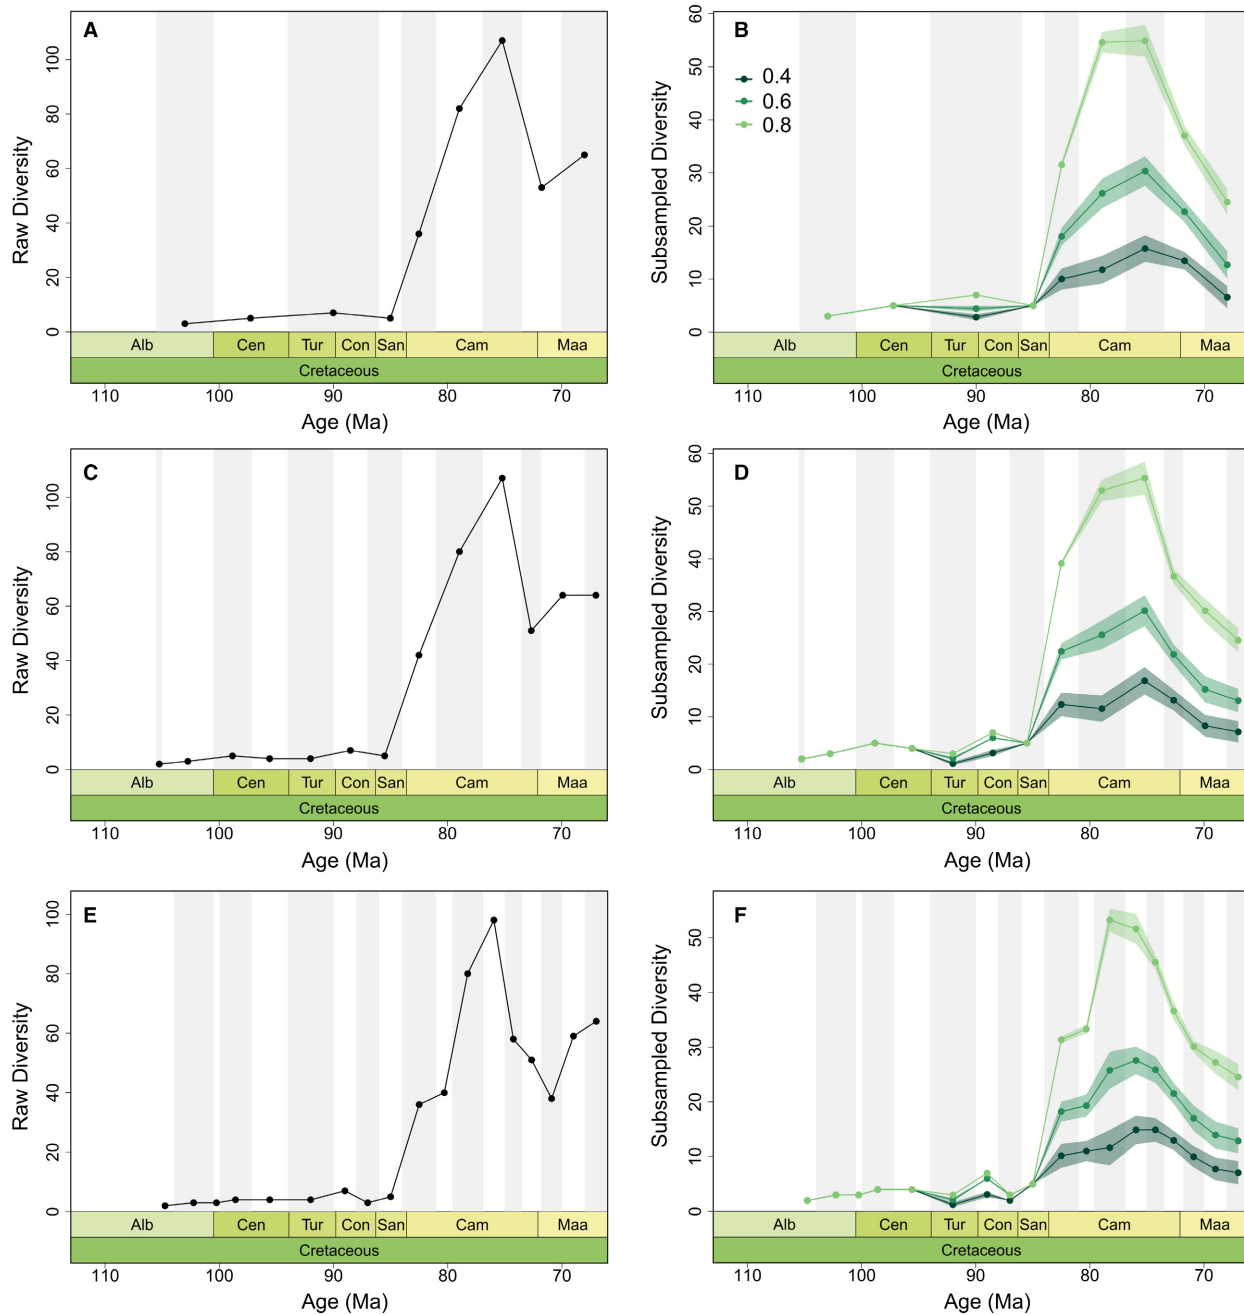 A
Raw Diversity
100
80
60
40
20
0
Alb Cen Tur Con San Cam Maa
Cretaceous
110 100 90 80 70
Age (Ma)
B
0.4
0.6
0.8
Subsampled Diversity
60
50
40
30
20
10
0
Alb Cen Tur Con San Cam Maa
Cretaceous
110 100 90 80 70
Age (Ma)
C
Raw Diversity
100
80
60
40
20
0
Alb Cen Tur Con San Cam Maa
Cretaceous
110 100 90 80 70
Age (Ma)
D
Subsampled Diversity
60
50
40
30
20
10
0
Alb Cen Tur Con San Cam Maa
Cretaceous
110 100 90 80 70
Age (Ma)
E
Raw Diversity
100
80
60
40
20
0
Alb Cen Tur Con San Cam Maa
Cretaceous
110 100 90 80 70
Age (Ma)
F
Subsampled Diversity
50
40
30
20
10
0
Alb Cen Tur Con San Cam Maa
Cretaceous
110 100 90 80 70
Age (Ma)